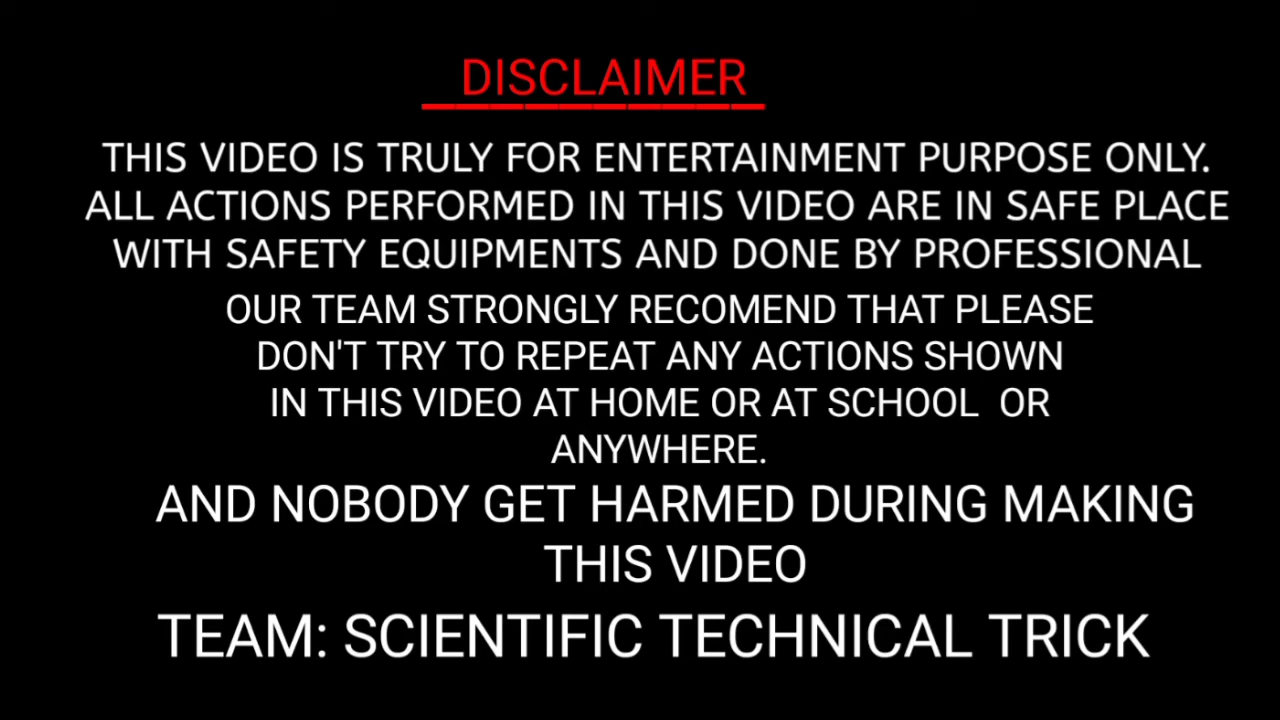 DISCLAIMER
THIS VIDEO IS TRULY FOR ENTERTAINMENT PURPOSE ONLY.
ALL ACTIONS PERFORMED IN THIS VIDEO ARE IN SAFE PLACE
WITH SAFETY EQUIPMENTS AND DONE BY PROFESSIONAL
OUR TEAM STRONGLY RECOMEND THAT PLEASE
DON'T TRY TO REPEAT ANY ACTIONS SHOWN
IN THIS VIDEO AT HOME OR AT SCHOOL  OR
ANYWHERE.
AND NOBODY GET HARMED DURING MAKING
THIS VIDEO
TEAM: SCIENTIFIC TECHNICAL TRICK